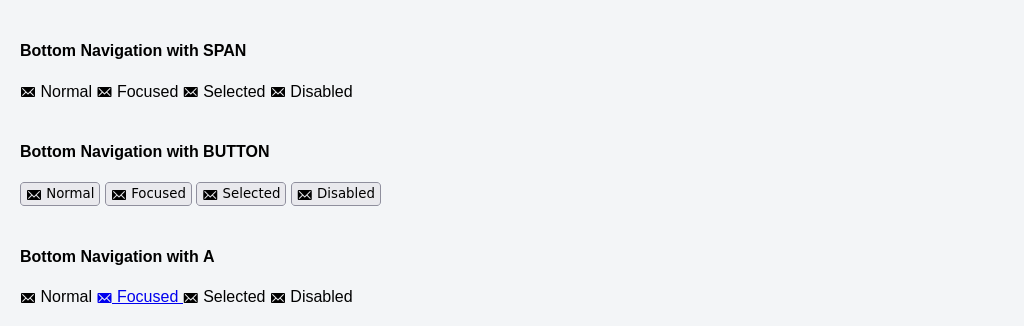 Bottom Navigation with SPAN
Normal Focused Selected Disabled
Bottom Navigation with BUTTON
Normal Focused Selected Disabled
Bottom Navigation with A
Normal Focused Selected Disabled